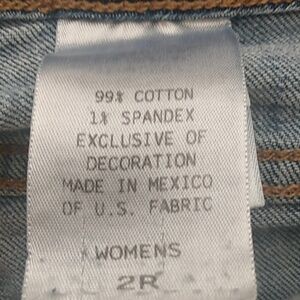 99% COTTON
1% SPANDEX
EXCLUSIVE OF
DECORATION
MADE IN MEXICO
OF U.S. FABRIC
WOMENS
2R